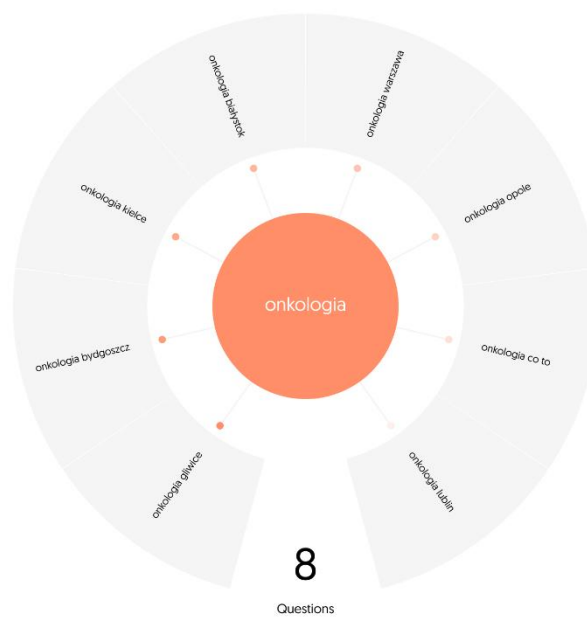 onkologia warszawa
onkologia opole
onkologia co to
onkologia lublin
onkologia gliwice
onkologia bydgoszcz
onkologia kielce
onkologia białystok
onkologia
8
Questions